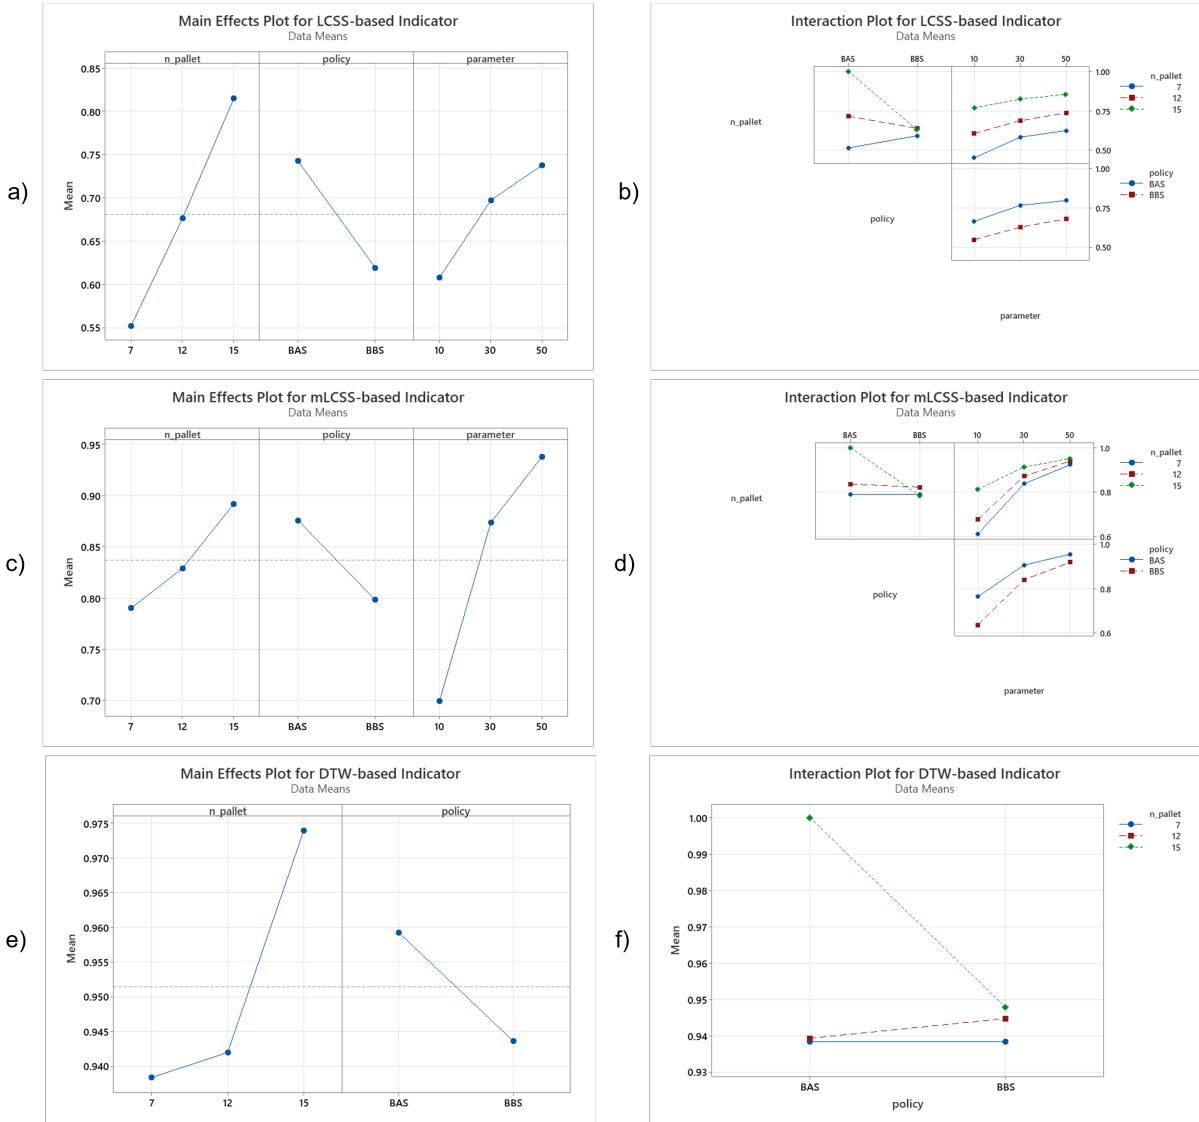 a)
Main Effects Plot for LCSS-based Indicator
Data Means
n_pallet policy parameter
Mean
0.85
0.80
0.75
0.70
0.65
0.60
0.55
7 12 15 BAS BBS 10 30 50
b)
Interaction Plot for LCSS-based Indicator
Data Means
BAS BBS 10 30 50
n_pallet
1.00
0.75
0.50
n_pallet
7
12
15
policy
1.00
0.75
0.50
policy
BAS
BBS
parameter
c)
Main Effects Plot for mLCSS-based Indicator
Data Means
n_pallet policy parameter
Mean
0.95
0.90
0.85
0.80
0.75
0.70
7 12 15 BAS BBS 10 30 50
d)
Interaction Plot for mLCSS-based Indicator
Data Means
BAS BBS 10 30 50
n_pallet
1.0
0.8
0.6
n_pallet
7
12
15
policy
1.0
0.8
0.6
policy
BAS
BBS
parameter
e)
Main Effects Plot for DTW-based Indicator
Data Means
n_pallet policy
Mean
0.975
0.970
0.965
0.960
0.955
0.950
0.945
0.940
7 12 15 BAS BBS
f)
Interaction Plot for DTW-based Indicator
Data Means
Mean
1.00
0.99
0.98
0.97
0.96
0.95
0.94
0.93
BAS BBS
policy
n_pallet
7
12
15